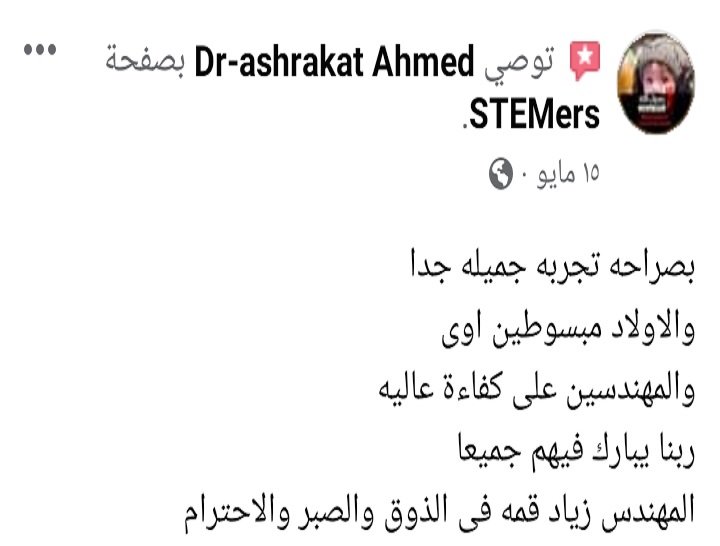 توصي Dr-ashrakat Ahmed بصفحة
STEMers.
١٥ مايو ·
بصراحه تجربه جميله جدا
والاولاد مبسوطين اوى
والمهندسين على كفاءة عاليه
ربنا يبارك فيهم جميعا
المهندس زياد قمه فى الذوق والصبر والاحترام